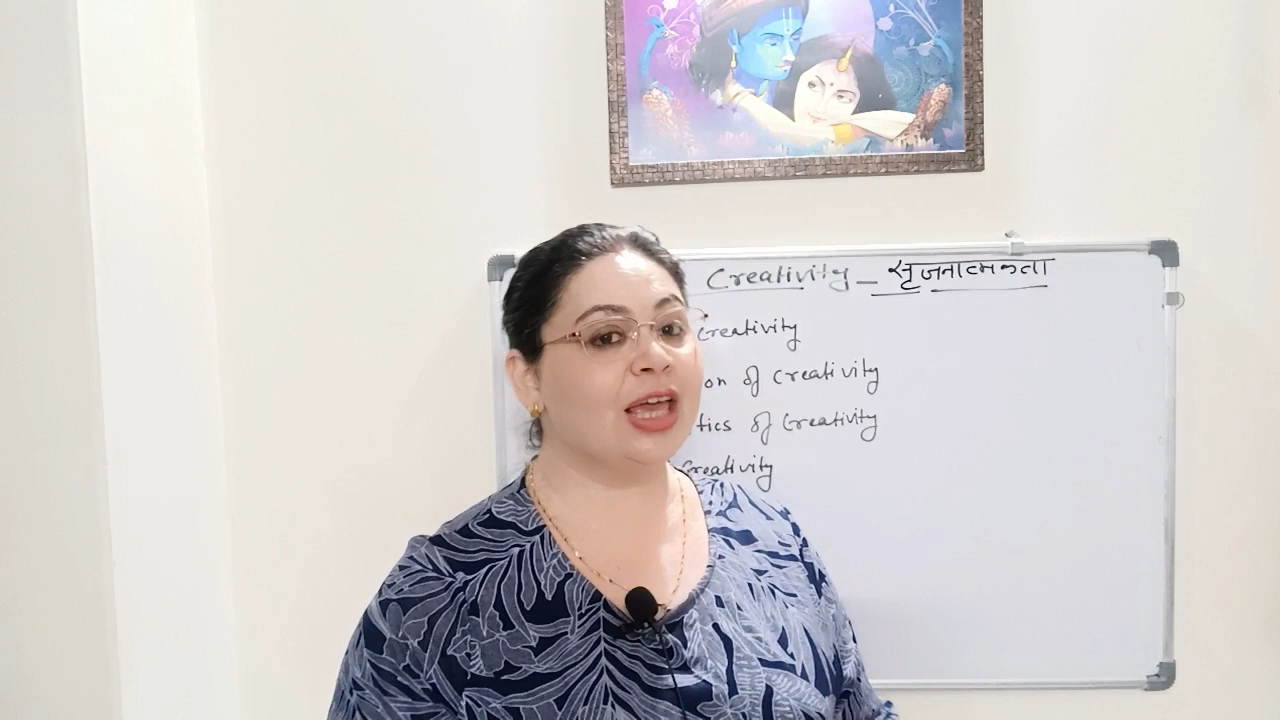 Creativity - सृजनात्मकता
Creativity
on of Creativity
tics of Creativity
Creativity